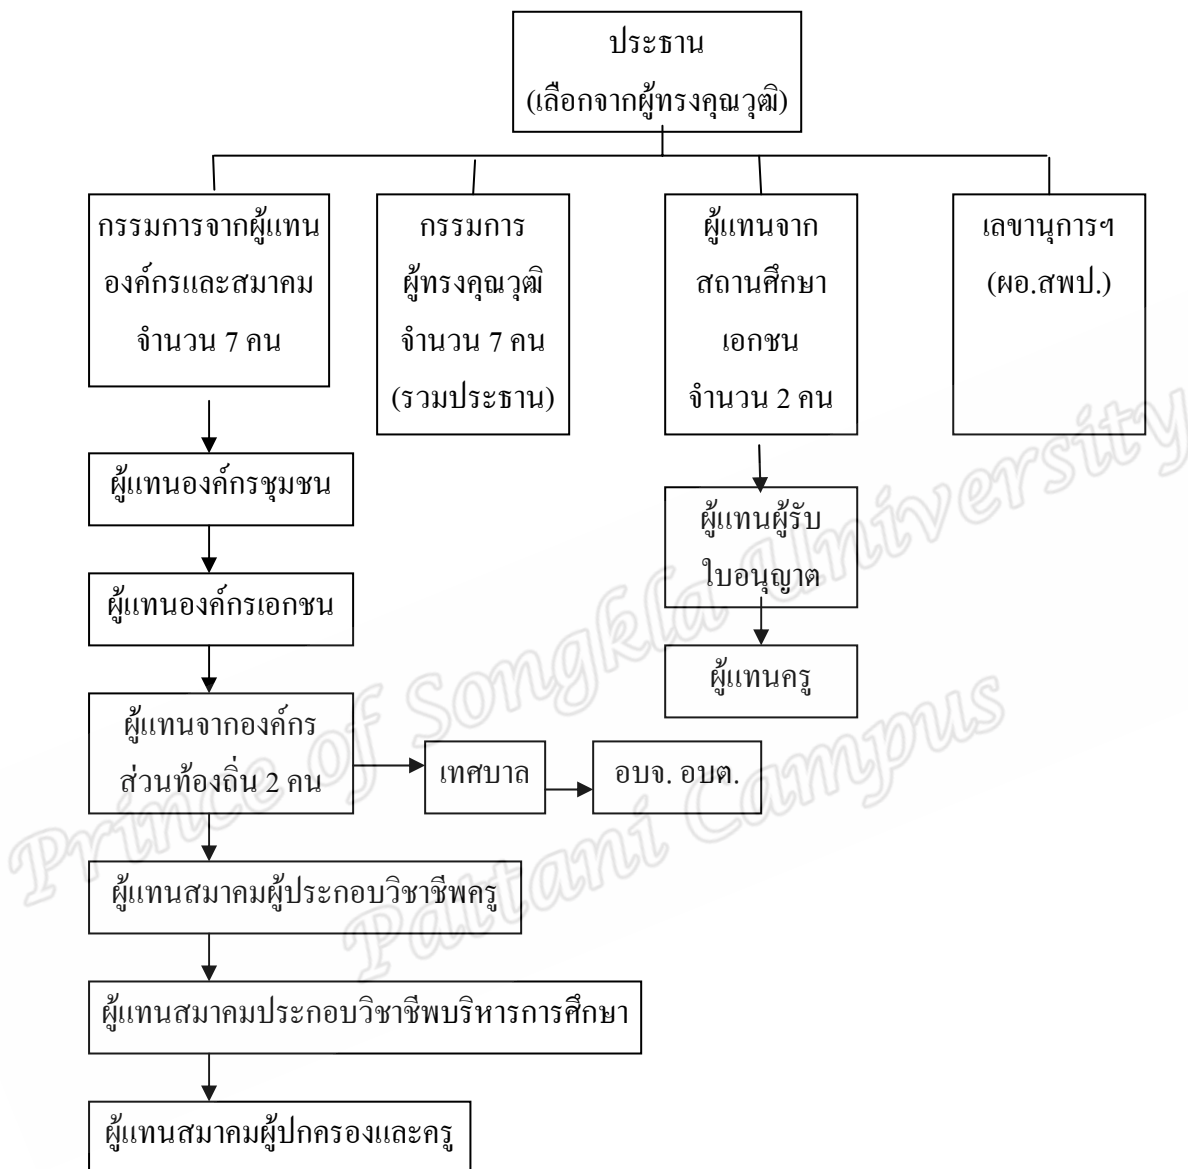 ประธาน
(เลือกจากผู้ทรงคุณวุฒิ)
กรรมการจากผู้แทน
องค์กรและสมาคม
จำนวน 7 คน
กรรมการ
ผู้ทรงคุณวุฒิ
จำนวน 7 คน
(รวมประธาน)
ผู้แทนจาก
สถานศึกษา
เอกชน
จำนวน 2 คน
เลขานุการฯ
(ผอ.สพป.)
ผู้แทนองค์กรชุมชน
ผู้แทนองค์กรเอกชน
ผู้แทนจากองค์กร
ส่วนท้องถิ่น 2 คน
เทศบาล
อบจ. อบต.
ผู้แทนสมาคมผู้ประกอบวิชาชีพครู
ผู้แทนสมาคมประกอบวิชาชีพบริหารการศึกษา
ผู้แทนสมาคมผู้ปกครองและครู
ผู้แทนผู้รับ
ใบอนุญาต
ผู้แทนครู
Prince of Songkla University
Pattani Campus